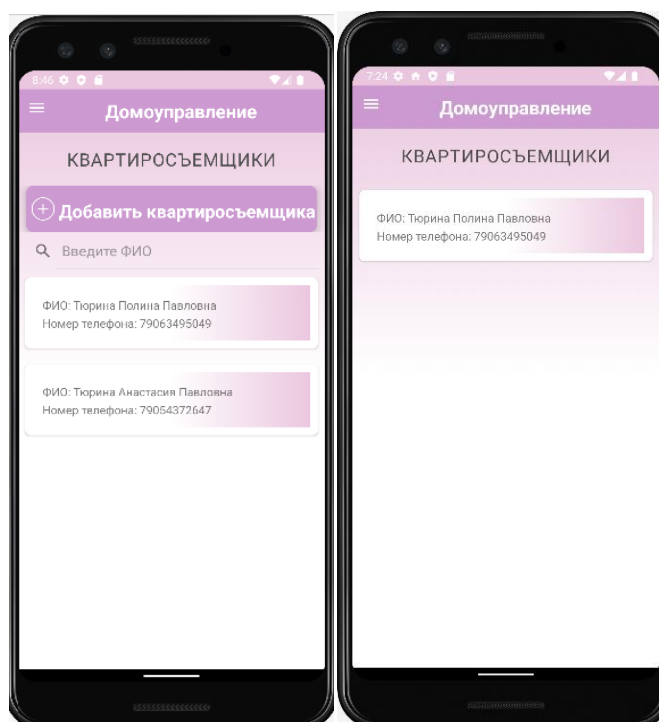 8:46
Домоуправление
КВАРТИРОСЪЕМЩИКИ
Добавить квартиросъемщика
Введите ФИО
ФИО: Тюрина Полина Павловна
Номер телефона: 79063495049
ФИО: Тюрина Анастасия Павловна
Номер телефона: 79054372647
7:24
Домоуправление
КВАРТИРОСЪЕМЩИКИ
ФИО: Тюрина Полина Павловна
Номер телефона: 79063495049